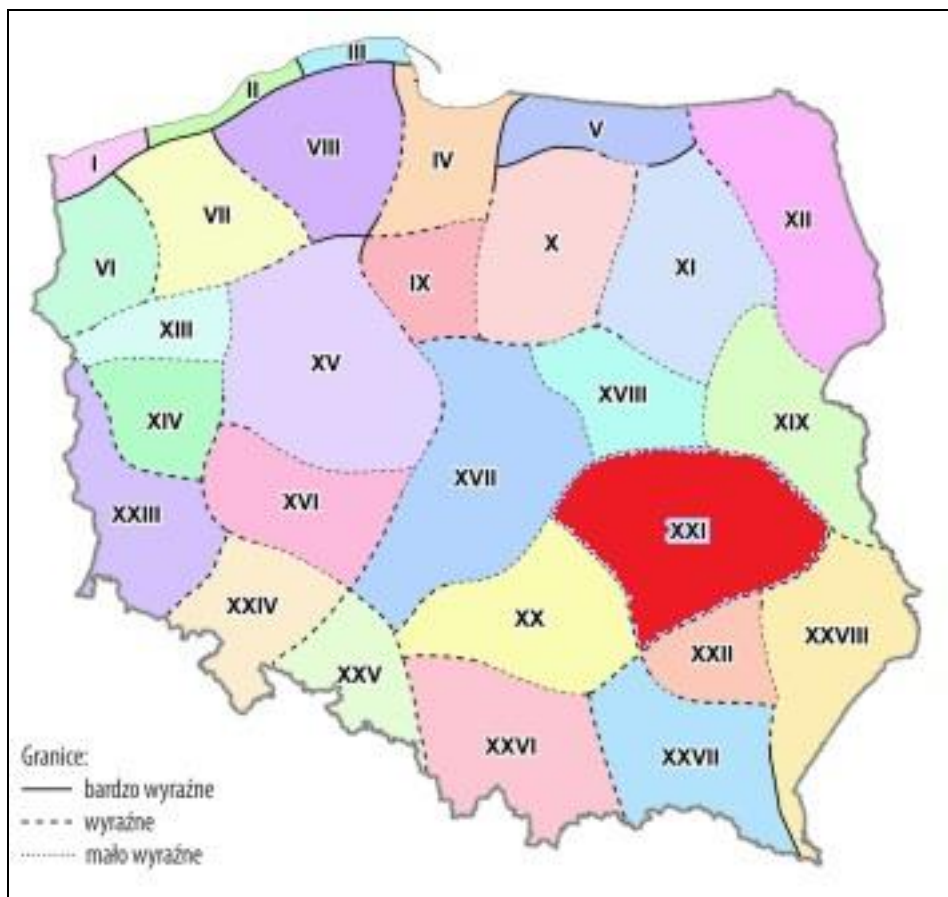 III
II
I
VIII
IV
V
VII
XII
VI
X
XI
IX
XIII
XV
XVIII
XIV
XIX
XVII
XVI
XXIII
XXI
XXIV
XX
XXII
XXVIII
XXV
XXVI
XXVII
Granice:
bardzo wyraźne
wyraźne
mało wyraźne